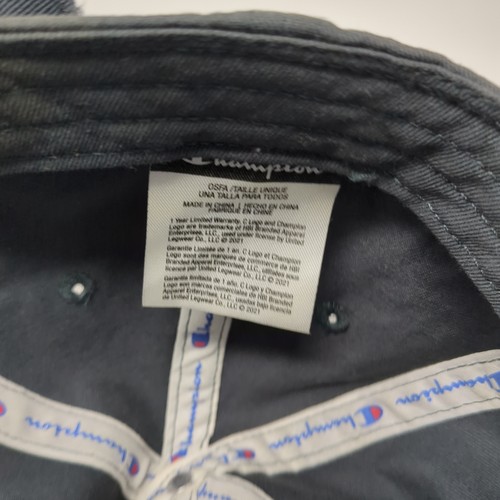 Champion
OSFA/TAILLE UNIQUE
UNA TALLA PARA TODOS
MADE IN CHINA | HECHO EN CHINA
FABRIQUÉ EN CHINE
1 Year Limited Warranty. C Logo and Champion
Logo are trademarks of HBI Branded Apparel
Enterprises, LLC., used under license by United
Legwear Co., LLC © 2021
Garantie Limitée de 1 an. C Logo et Champion
Logo sont des marques de commerce de HBI
Branded Apparel Enterprises, LLC, affiliées sous
licence par United Legwear Co., LLC © 2021
Garantía limitada de 1 año. C Logo y Champion
Logo son marcas comerciales de HBI Branded
Apparel Enterprises, LLC., usadas bajo licencia
de United Legwear Co., LLC ©2021
Champion
Champion
Champion
Champion